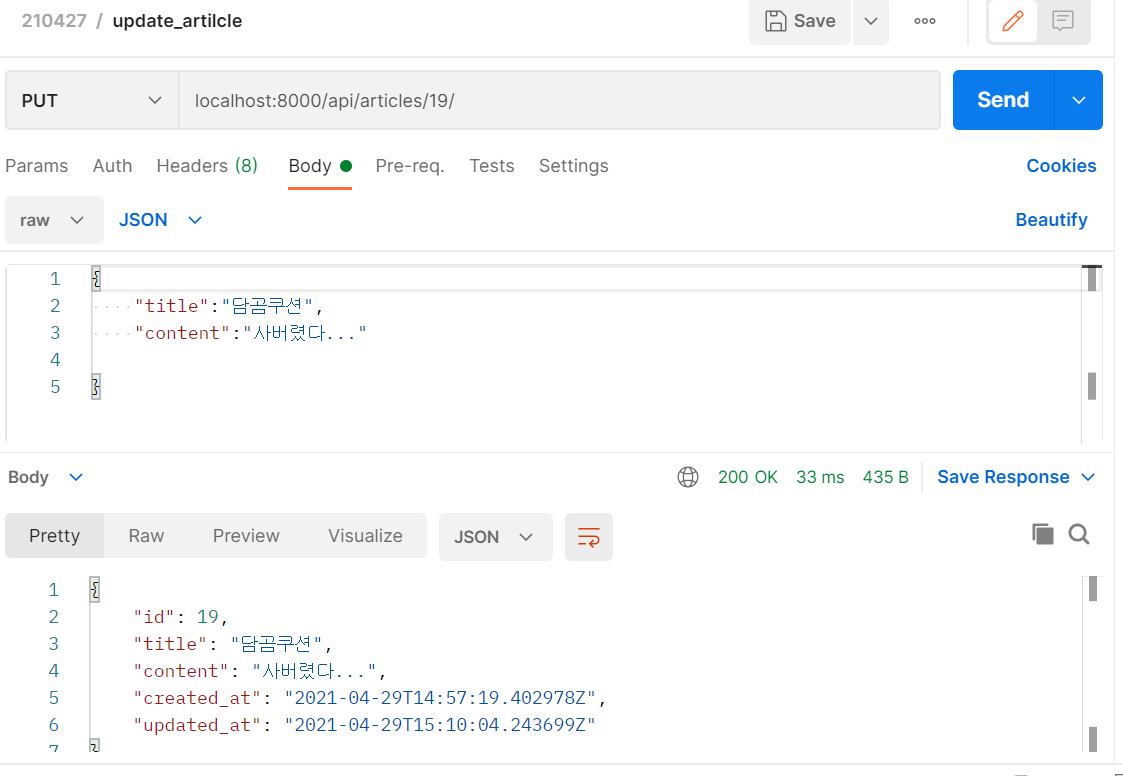 210427 / update_artilcle Save
PUT localhost:8000/api/articles/19/ Send
Params Auth Headers (8) Body Pre-req. Tests Settings Cookies
raw JSON Beautify
1 {
2 "title":"담곰쿠션",
3 "content":"사버렸다..."
4
5 }
Body 200 OK 33 ms 435 B Save Response
Pretty Raw Preview Visualize JSON
1 {
2 "id": 19,
3 "title": "담곰쿠션",
4 "content": "사버렸다...",
5 "created_at": "2021-04-29T14:57:19.402978Z",
6 "updated_at": "2021-04-29T15:10:04.243699Z"
7 }